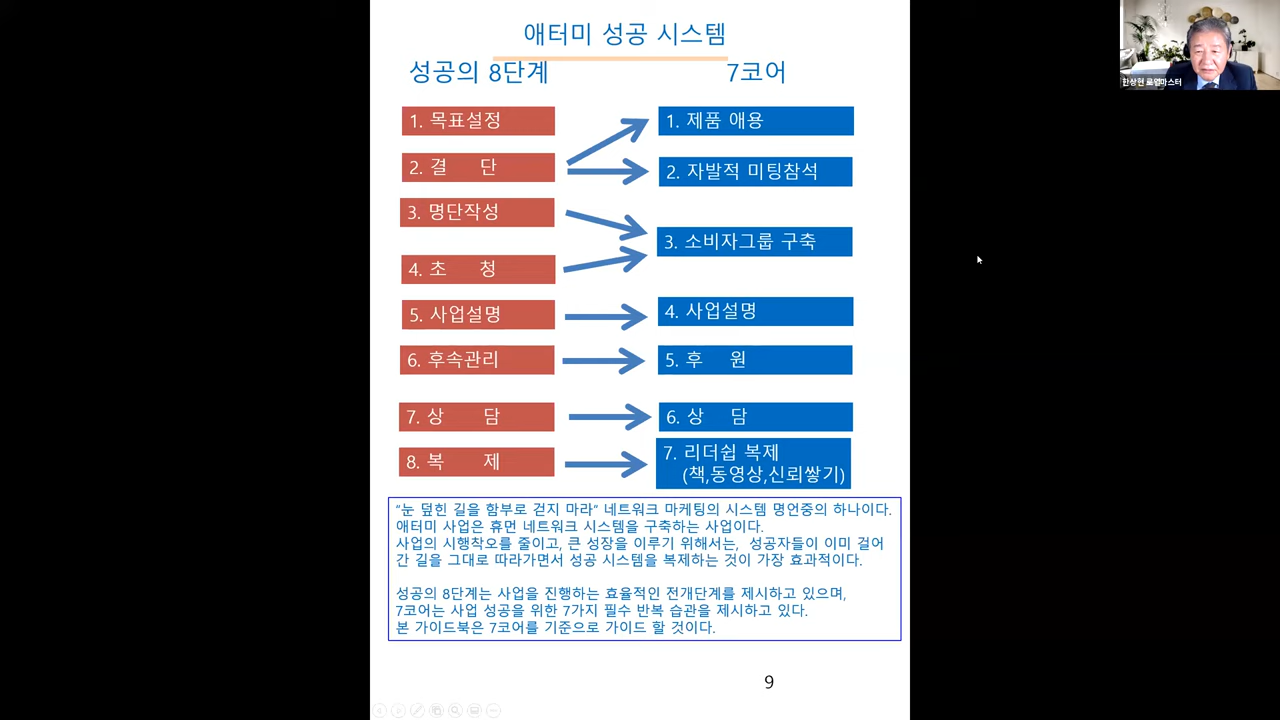 애터미 성공 시스템
성공의 8단계
7코어
1. 목표설정
2. 결 단
3. 명단작성
4. 초 청
5. 사업설명
6. 후속관리
7. 상 담
8. 복 제
1. 제품 애용
2. 자발적 미팅참석
3. 소비자그룹 구축
4. 사업설명
5. 후 원
6. 상 담
7. 리더쉽 복제
(책,동영상,신뢰쌓기)
“눈 덮힌 길을 함부로 걷지 마라” 네트워크 마케팅의 시스템 명언중의 하나이다.
애터미 사업은 휴먼 네트워크 시스템을 구축하는 사업이다.
사업의 시행착오를 줄이고, 큰 성장을 이루기 위해서는, 성공자들이 이미 걸어
간 길을 그대로 따라가면서 성공 시스템을 복제하는 것이 가장 효과적이다.
성공의 8단계는 사업을 진행하는 효율적인 전개단계를 제시하고 있으며,
7코어는 사업 성공을 위한 7가지 필수 반복 습관을 제시하고 있다.
본 가이드북은 7코어를 기준으로 가이드 할 것이다.
9
한상현 로열마스터